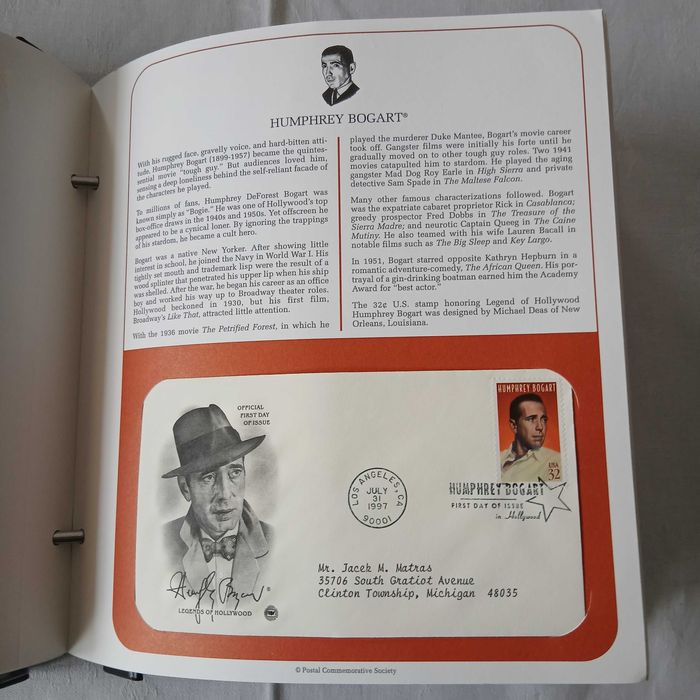 HUMPHREY BOGART®
With his rugged face, gravelly voice, and hard-bitten atti-
tude, Humphrey Bogart (1899-1957) became the quintes-
sential movie "tough guy." But audiences loved him,
sensing a deep loneliness behind the self-reliant facade of
the characters he played.
To millions of fans, Humphrey DeForest Bogart was
known simply as "Bogie." He was one of Hollywood's top
box-office draws in the 1940s and 1950s. Yet offscreen he
appeared to be a cynical loner. By ignoring the trappings
of his stardom, he became a cult hero.
Bogart was a native New Yorker. After showing little
interest in school, he joined the Navy in World War I. His
tightly set mouth and trademark lisp were the result of a
wood splinter that penetrated his upper lip when his ship
was shelled. After the war, he began his career as an office
boy and worked his way up to Broadway theater roles.
Hollywood beckoned in 1930, but his first film,
Broadway's Like That, attracted little attention.
With the 1936 movie The Petrified Forest, in which he
played the murderer Duke Mantee, Bogart's movie career
took off. Gangster films were initially his forte until he
gradually moved on to other tough guy roles. Two 1941
movies catapulted him to stardom. He played the aging
gangster Mad Dog Roy Earle in High Sierra and private
detective Sam Spade in The Maltese Falcon.
Many other famous characterizations followed. Bogart
was the expatriate cabaret proprietor Rick in Casablanca;
greedy prospector Fred Dobbs in The Treasure of the
Sierra Madre; and neurotic Captain Queeg in The Caine
Mutiny. He also teamed with his wife Lauren Bacall in
notable films such as The Big Sleep and Key Largo.
In 1951, Bogart starred opposite Kathryn Hepburn in a
romantic adventure-comedy, The African Queen. His por-
trayal of a gin-drinking boatman earned him the Academy
Award for "best actor."
The 32¢ U.S. stamp honoring Legend of Hollywood
Humphrey Bogart was designed by Michael Deas of New
Orleans, Louisiana.
OFFICIAL
FIRST DAY
OF ISSUE
HUMPHREY BOGART
USA
32
LOS ANGELES, CA
JULY
31
1997
90001
HUMPHREY BOGART
FIRST DAY OF ISSUE
in Hollywood
Mr. Jacek M. Matras
35706 South Gratiot Avenue
Clinton Township, Michigan 48035
Humphrey Bogart®
LEGENDS OF HOLLYWOOD
© Postal Commemorative Society